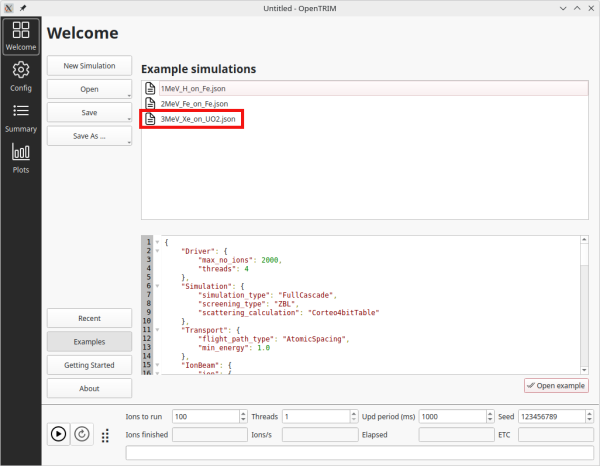 Untitled - OpenTRIM
Welcome
Welcome
Config
Summary
Plots
New Simulation
Open
Save
Save As ...
Recent
Examples
Getting Started
About
Example simulations
1MeV_H_on_Fe.json
2MeV_Fe_on_Fe.json
3MeV_Xe_on_UO2.json
1 {
2 "Driver": {
3 "max_no_ions": 2000,
4 "threads": 4
5 },
6 "Simulation": {
7 "simulation_type": "FullCascade",
8 "screening_type": "ZBL",
9 "scattering_calculation": "Corteo4bitTable"
10 },
11 "Transport": {
12 "flight_path_type": "AtomicSpacing",
13 "min_energy": 1.0
14 },
15 "IonBeam": {
16 "ion": {
Open example
Ions to run 100 Threads 1 Upd period (ms) 1000 Seed 123456789
Ions finished Ions/s Elapsed ETC